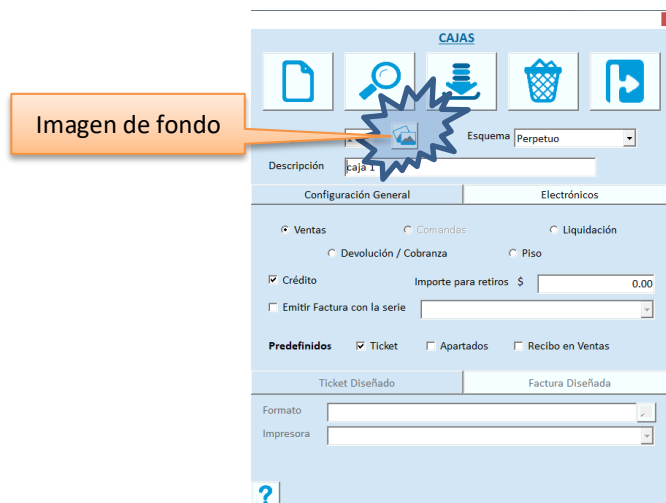 CAJAS
Imagen de fondo
Esquema Perpetuo
Descripción caja 1
Configuración General Electrónicos
Ventas Comandas Liquidación
Devolución / Cobranza Piso
Crédito Importe para retiros $ 0.00
Emitir Factura con la serie
Predefinidos Ticket Apartados Recibo en Ventas
Ticket Diseñado Factura Diseñada
Formato
Impresora
?